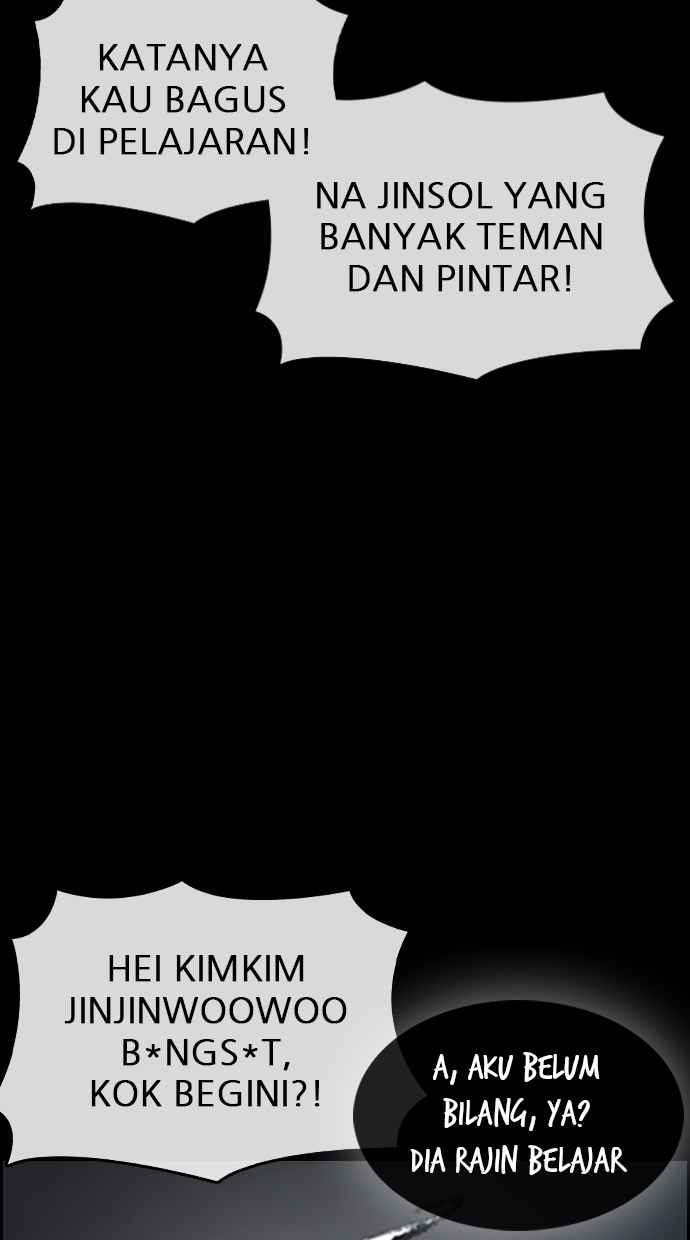 KATANYA
KAU BAGUS
DI PELAJARAN!
NA JINSOL YANG
BANYAK TEMAN
DAN PINTAR!
HEI KIMKIM
JINJINWOOWOO
B*NGS*T,
KOK BEGINI?!
A, AKU BELUM
BILANG, YA?
DIA RAJIN BELAJAR